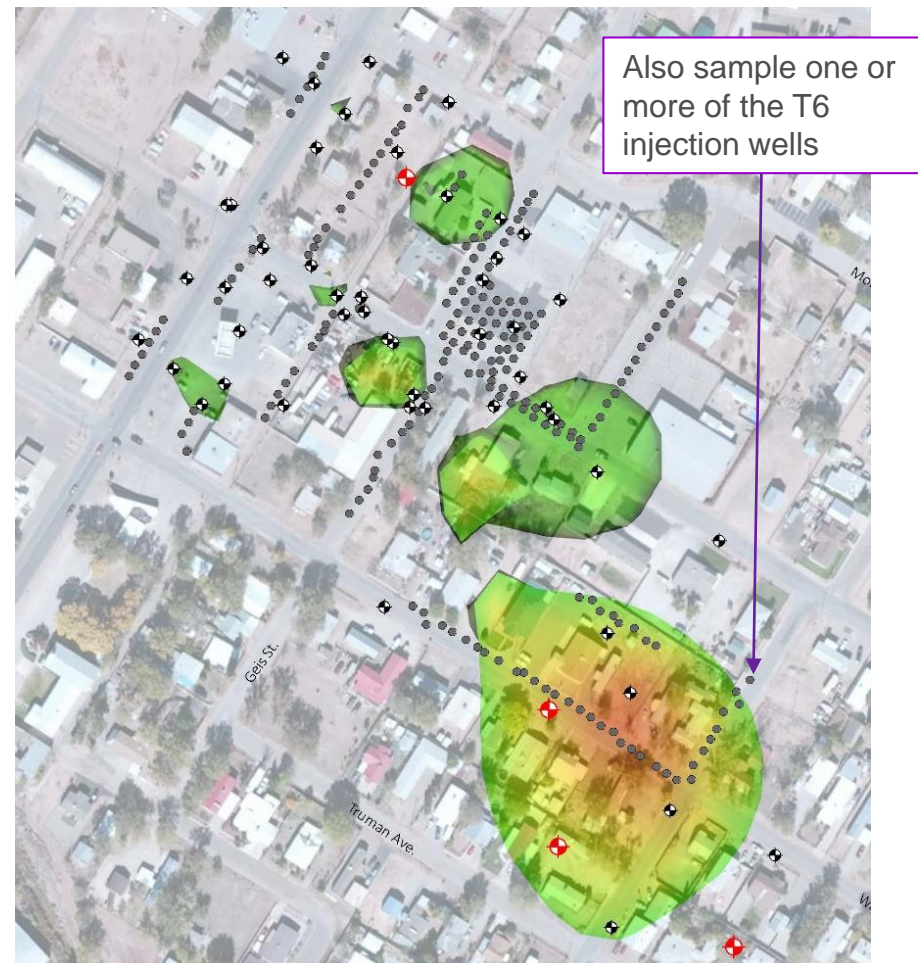 Also sample one or
more of the T6
injection wells
Geis St.
Truman Ave.